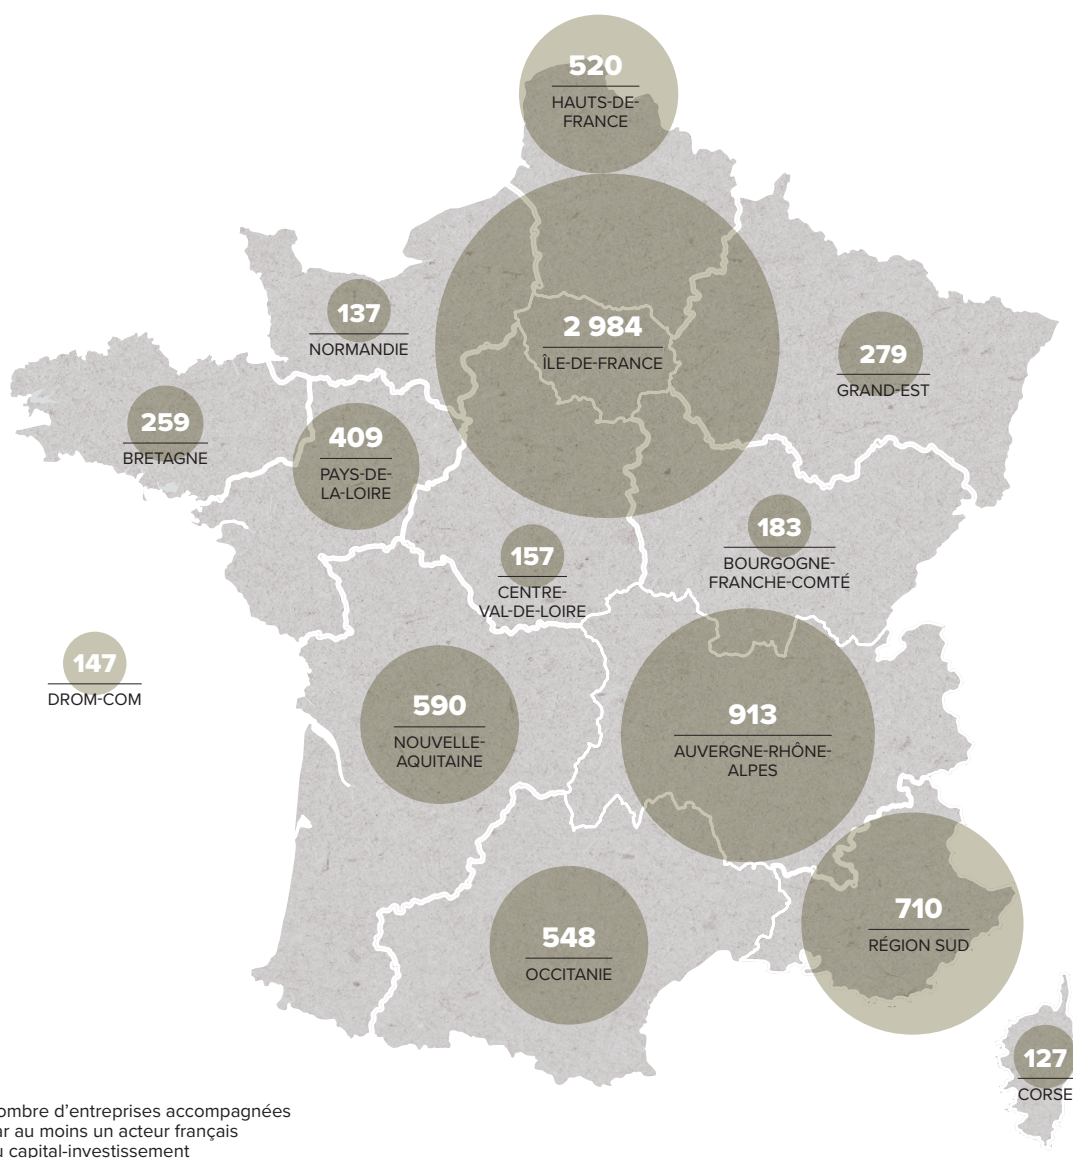 520
HAUTS-DE-
FRANCE
2 984
ÎLE-DE-FRANCE
137
NORMANDIE
279
GRAND-EST
259
BRETAGNE
409
PAYS-DE-
LA-LOIRE
183
BOURGOGNE-
FRANCHE-COMTÉ
157
CENTRE-
VAL-DE-LOIRE
147
DROM-COM
590
NOUVELLE-
AQUITAINE
913
AUVERGNE-RHÔNE-
ALPES
710
RÉGION SUD
548
OCCITANIE
127
CORSE
ombre d'entreprises accompagnées
ar au moins un acteur français
u capital-investissement